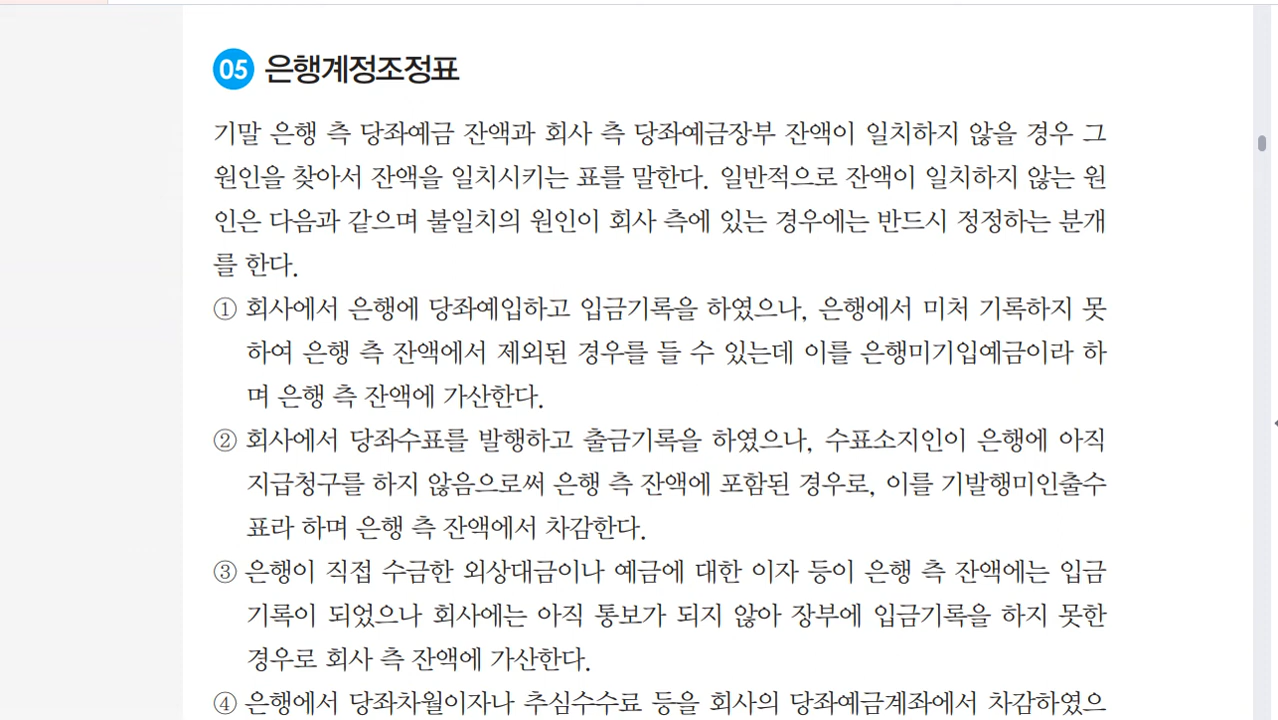 05 은행계정조정표
기말 은행 측 당좌예금 잔액과 회사 측 당좌예금장부 잔액이 일치하지 않을 경우 그
원인을 찾아서 잔액을 일치시키는 표를 말한다. 일반적으로 잔액이 일치하지 않는 원
인은 다음과 같으며 불일치의 원인이 회사 측에 있는 경우에는 반드시 정정하는 분개
를 한다.
① 회사에서 은행에 당좌예입하고 입금기록을 하였으나, 은행에서 미처 기록하지 못
하여 은행 측 잔액에서 제외된 경우를 들 수 있는데 이를 은행미기입예금이라 하
며 은행 측 잔액에 가산한다.
② 회사에서 당좌수표를 발행하고 출금기록을 하였으나, 수표소지인이 은행에 아직
지급청구를 하지 않음으로써 은행 측 잔액에 포함된 경우로, 이를 기발행미인출수
표라 하며 은행 측 잔액에서 차감한다.
③ 은행이 직접 수금한 외상대금이나 예금에 대한 이자 등이 은행 측 잔액에는 입금
기록이 되었으나 회사에는 아직 통보가 되지 않아 장부에 입금기록을 하지 못한
경우로 회사 측 잔액에 가산한다.
④ 은행에서 당좌차월이자나 추심수수료 등을 회사의 당좌예금계좌에서 차감하였으